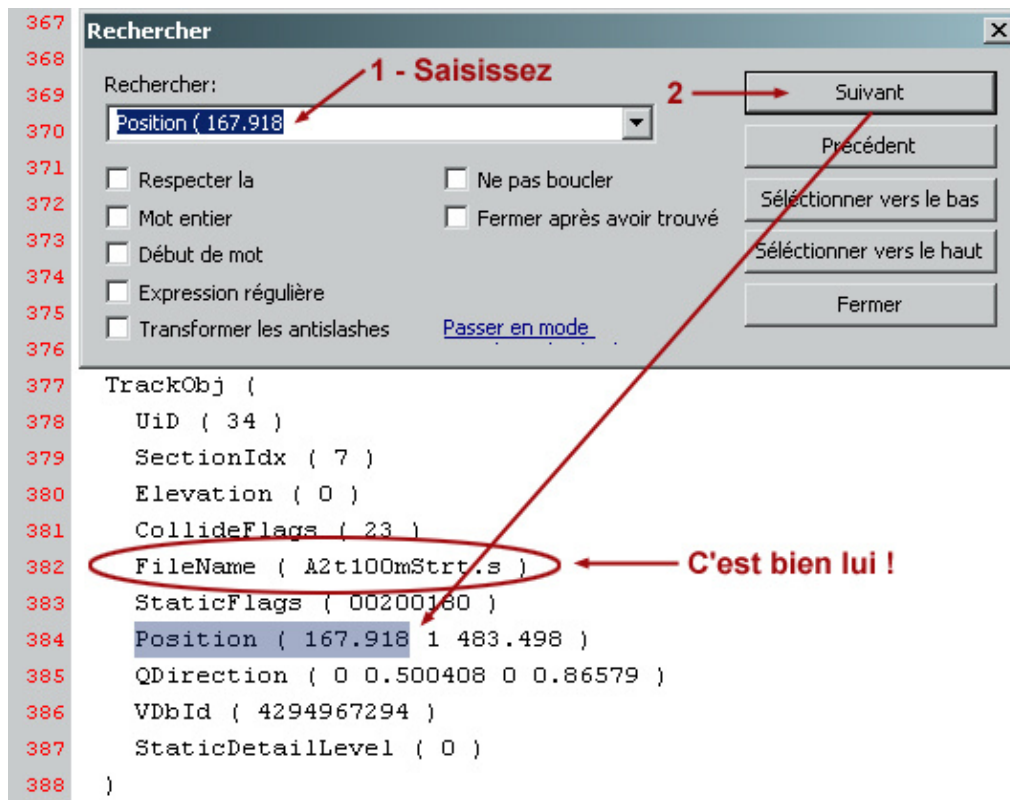 367
Rechercher
368
369
Rechercher:
1 - Saisissez
2
Suivant
370
Position ( 167.918
Précédent
371
Respecter la
Ne pas boucler
372
Mot entier
Fermer après avoir trouvé
Séléctionner vers le bas
373
Début de mot
Séléctionner vers le haut
374
Expression régulière
375
Transformer les antislashes
Passer en mode
Fermer
376
377 TrackObj (
378 UiD ( 34 )
379 SectionIdx ( 7 )
380 Elevation ( 0 )
381 CollideFlags ( 23 )
382 FileName ( A2t100mStrt.s )
C'est bien lui !
383 StaticFlags ( 00200180 )
384 Position ( 167.918 1 483.498 )
385 QDirection ( 0 0.500408 0 0.86579 )
386 VDbId ( 4294967294 )
387 StaticDetailLevel ( 0 )
388 )